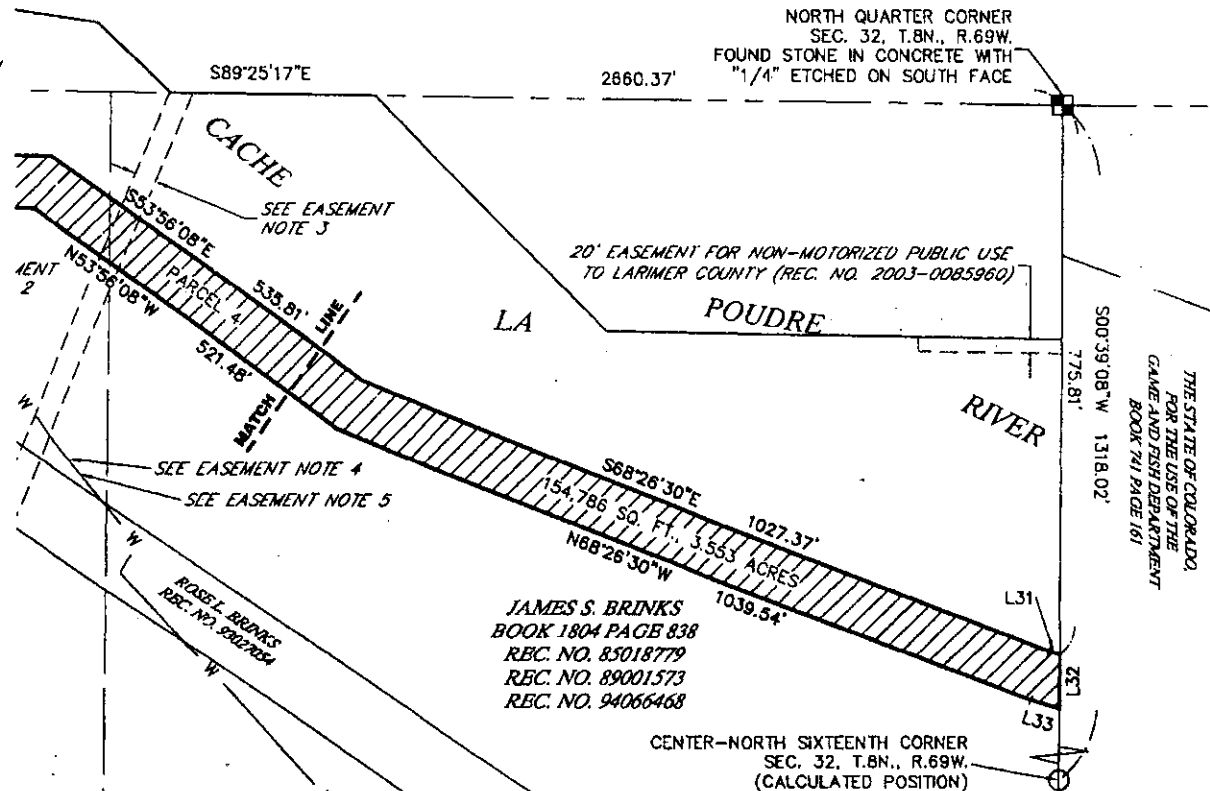 NORTH QUARTER CORNER
SEC. 32, T.8N., R.69W.
FOUND STONE IN CONCRETE WITH
"1/4" ETCHED ON SOUTH FACE
S89°25'17"E
2660.37'
CACHE
SEE EASEMENT
NOTE 3
S53°56'08"E
535.81'
PARCEL 4
N53°56'08"W
521.48'
MENT
2
MATCH LINE
20' EASEMENT FOR NON-MOTORIZED PUBLIC USE
TO LARIMER COUNTY (REC. NO. 2003-0085960)
LA
POUDRE
RIVER
S00°39'08"W 1318.02'
775.81'
THE STATE OF COLORADO,
FOR THE USE OF THE
GAME AND FISH DEPARTMENT
BOOK 741 PAGE 161
W
SEE EASEMENT NOTE 4
SEE EASEMENT NOTE 5
W
W
W
S68°26'30"E
1027.37'
154,786 SQ. FT., 3.553 ACRES
N68°26'30"W
1039.54'
ROSE L. BRINKS
REC. NO. 93027054
JAMES S. BRINKS
BOOK 1804 PAGE 838
REC. NO. 85018779
REC. NO. 89001573
REC. NO. 94066468
L31
L32
L33
CENTER-NORTH SIXTEENTH CORNER
SEC. 32, T.8N., R.69W.
(CALCULATED POSITION)